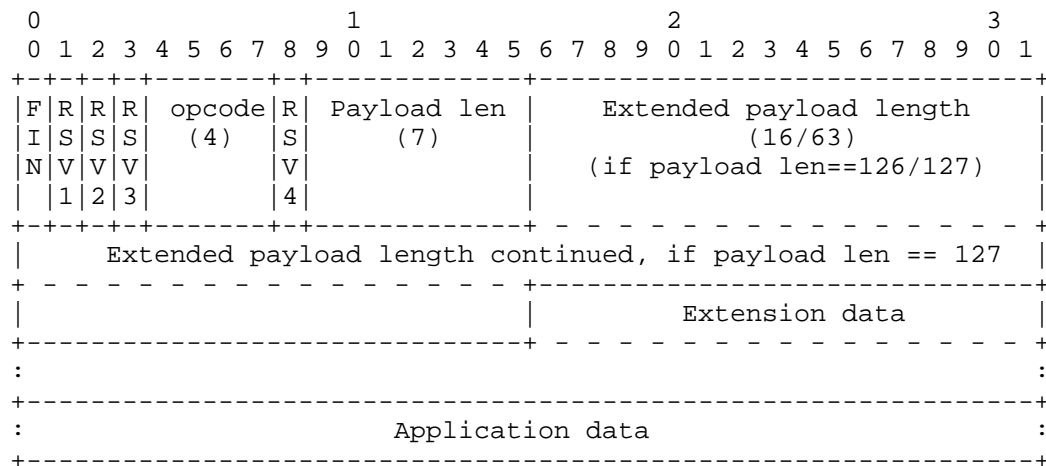 0                   1                   2                   3
 0 1 2 3 4 5 6 7 8 9 0 1 2 3 4 5 6 7 8 9 0 1 2 3 4 5 6 7 8 9 0 1
+-+-+-+-+-------+-+-------------+-------------------------------+
|F|R|R|R| opcode|R| Payload len |    Extended payload length    |
|I|S|S|S|  (4)  |S|     (7)     |             (16/63)           |
|N|V|V|V|       |V|             |   (if payload len==126/127)   |
| |1|2|3|       |4|             |                               |
+-+-+-+-+-------+-+-------------+ - - - - - - - - - - - - - - - +
|     Extended payload length continued, if payload len == 127  |
+ - - - - - - - - - - - - - - - +-------------------------------+
|                               |         Extension data        |
+-------------------------------+ - - - - - - - - - - - - - - - +
:                                                               :
+---------------------------------------------------------------+
:                       Application data                        :
+---------------------------------------------------------------+